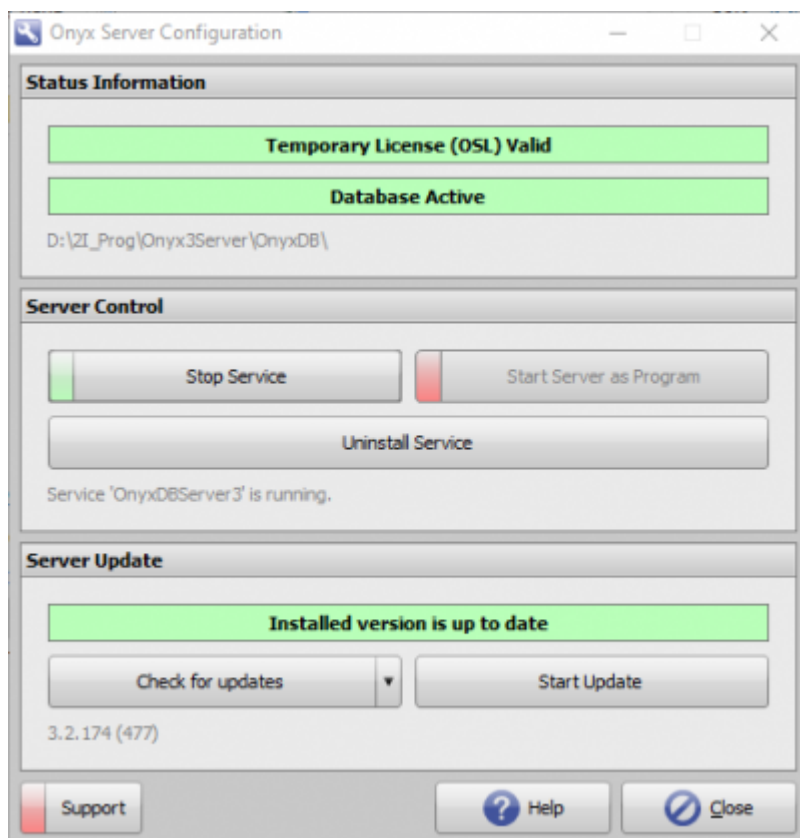 Onyx Server Configuration
Status Information
Temporary License (OSL) Valid
Database Active
D:\2I_Prog\Onyx3Server\OnyxDB\
Server Control
Stop Service
Start Server as Program
Uninstall Service
Service 'OnyxDBServer3' is running.
Server Update
Installed version is up to date
Check for updates
Start Update
3.2.174 (477)
Support
Help
Close